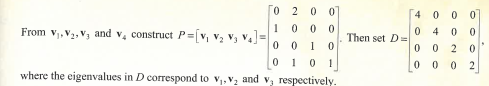 From v₁, v₂, v₃ and v₄ construct P = [v₁ v₂ v₃ v₄] = [0 2 0 0; 1 0 0 0; 0 0 1 0; 0 1 0 1]. Then set D = [4 0 0 0; 0 4 0 0; 0 0 2 0; 0 0 0 2],
where the eigenvalues in D correspond to v₁, v₂ and v₃ respectively.